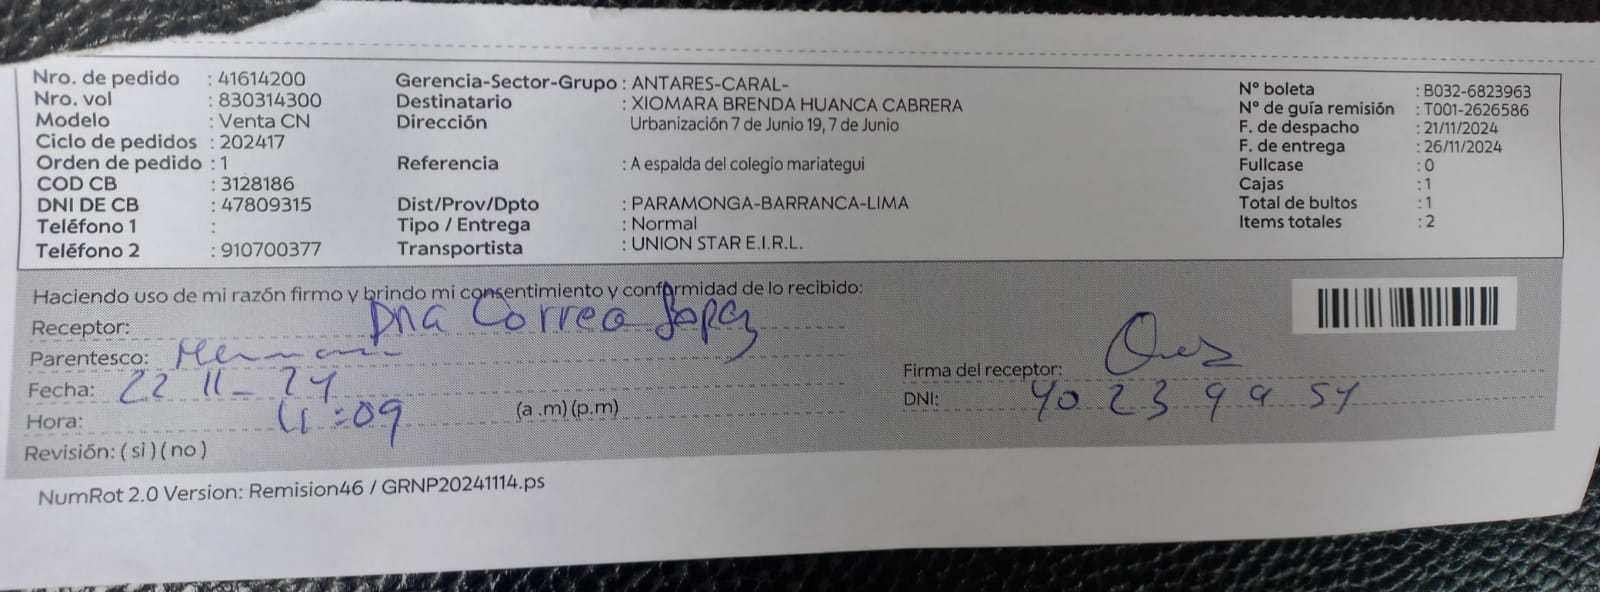 Nro. de pedido : 41614200
Nro. vol : 830314300
Modelo : Venta CN
Ciclo de pedidos : 202417
Orden de pedido : 1
COD CB : 3128186
DNI DE CB : 47809315
Teléfono 1 :
Teléfono 2 : 910700377
Gerencia-Sector-Grupo : ANTARES-CARAL-
Destinatario : XIOMARA BRENDA HUANCA CABRERA
Dirección Urbanización 7 de Junio 19, 7 de Junio
Referencia : A espalda del colegio mariategui
Dist/Prov/Dpto : PARAMONGA-BARRANCA-LIMA
Tipo / Entrega : Normal
Transportista : UNION STAR E.I.R.L.
N° boleta : B032-6823963
N° de guía remisión : T001-2626586
F. de despacho : 21/11/2024
F. de entrega : 26/11/2024
Fullcase : 0
Cajas : 1
Total de bultos : 1
Items totales : 2
Haciendo uso de mi razón firmo y brindo mi consentimiento y conformidad de lo recibido:
Receptor: Correa Lopez
Parentesco:
Fecha: 22 11-24
Hora: 11:09 (a .m) (p.m)
Revisión: ( si ) ( no )
Firma del receptor:
DNI: 40239954
NumRot 2.0 Version: Remision46 / GRNP20241114.ps